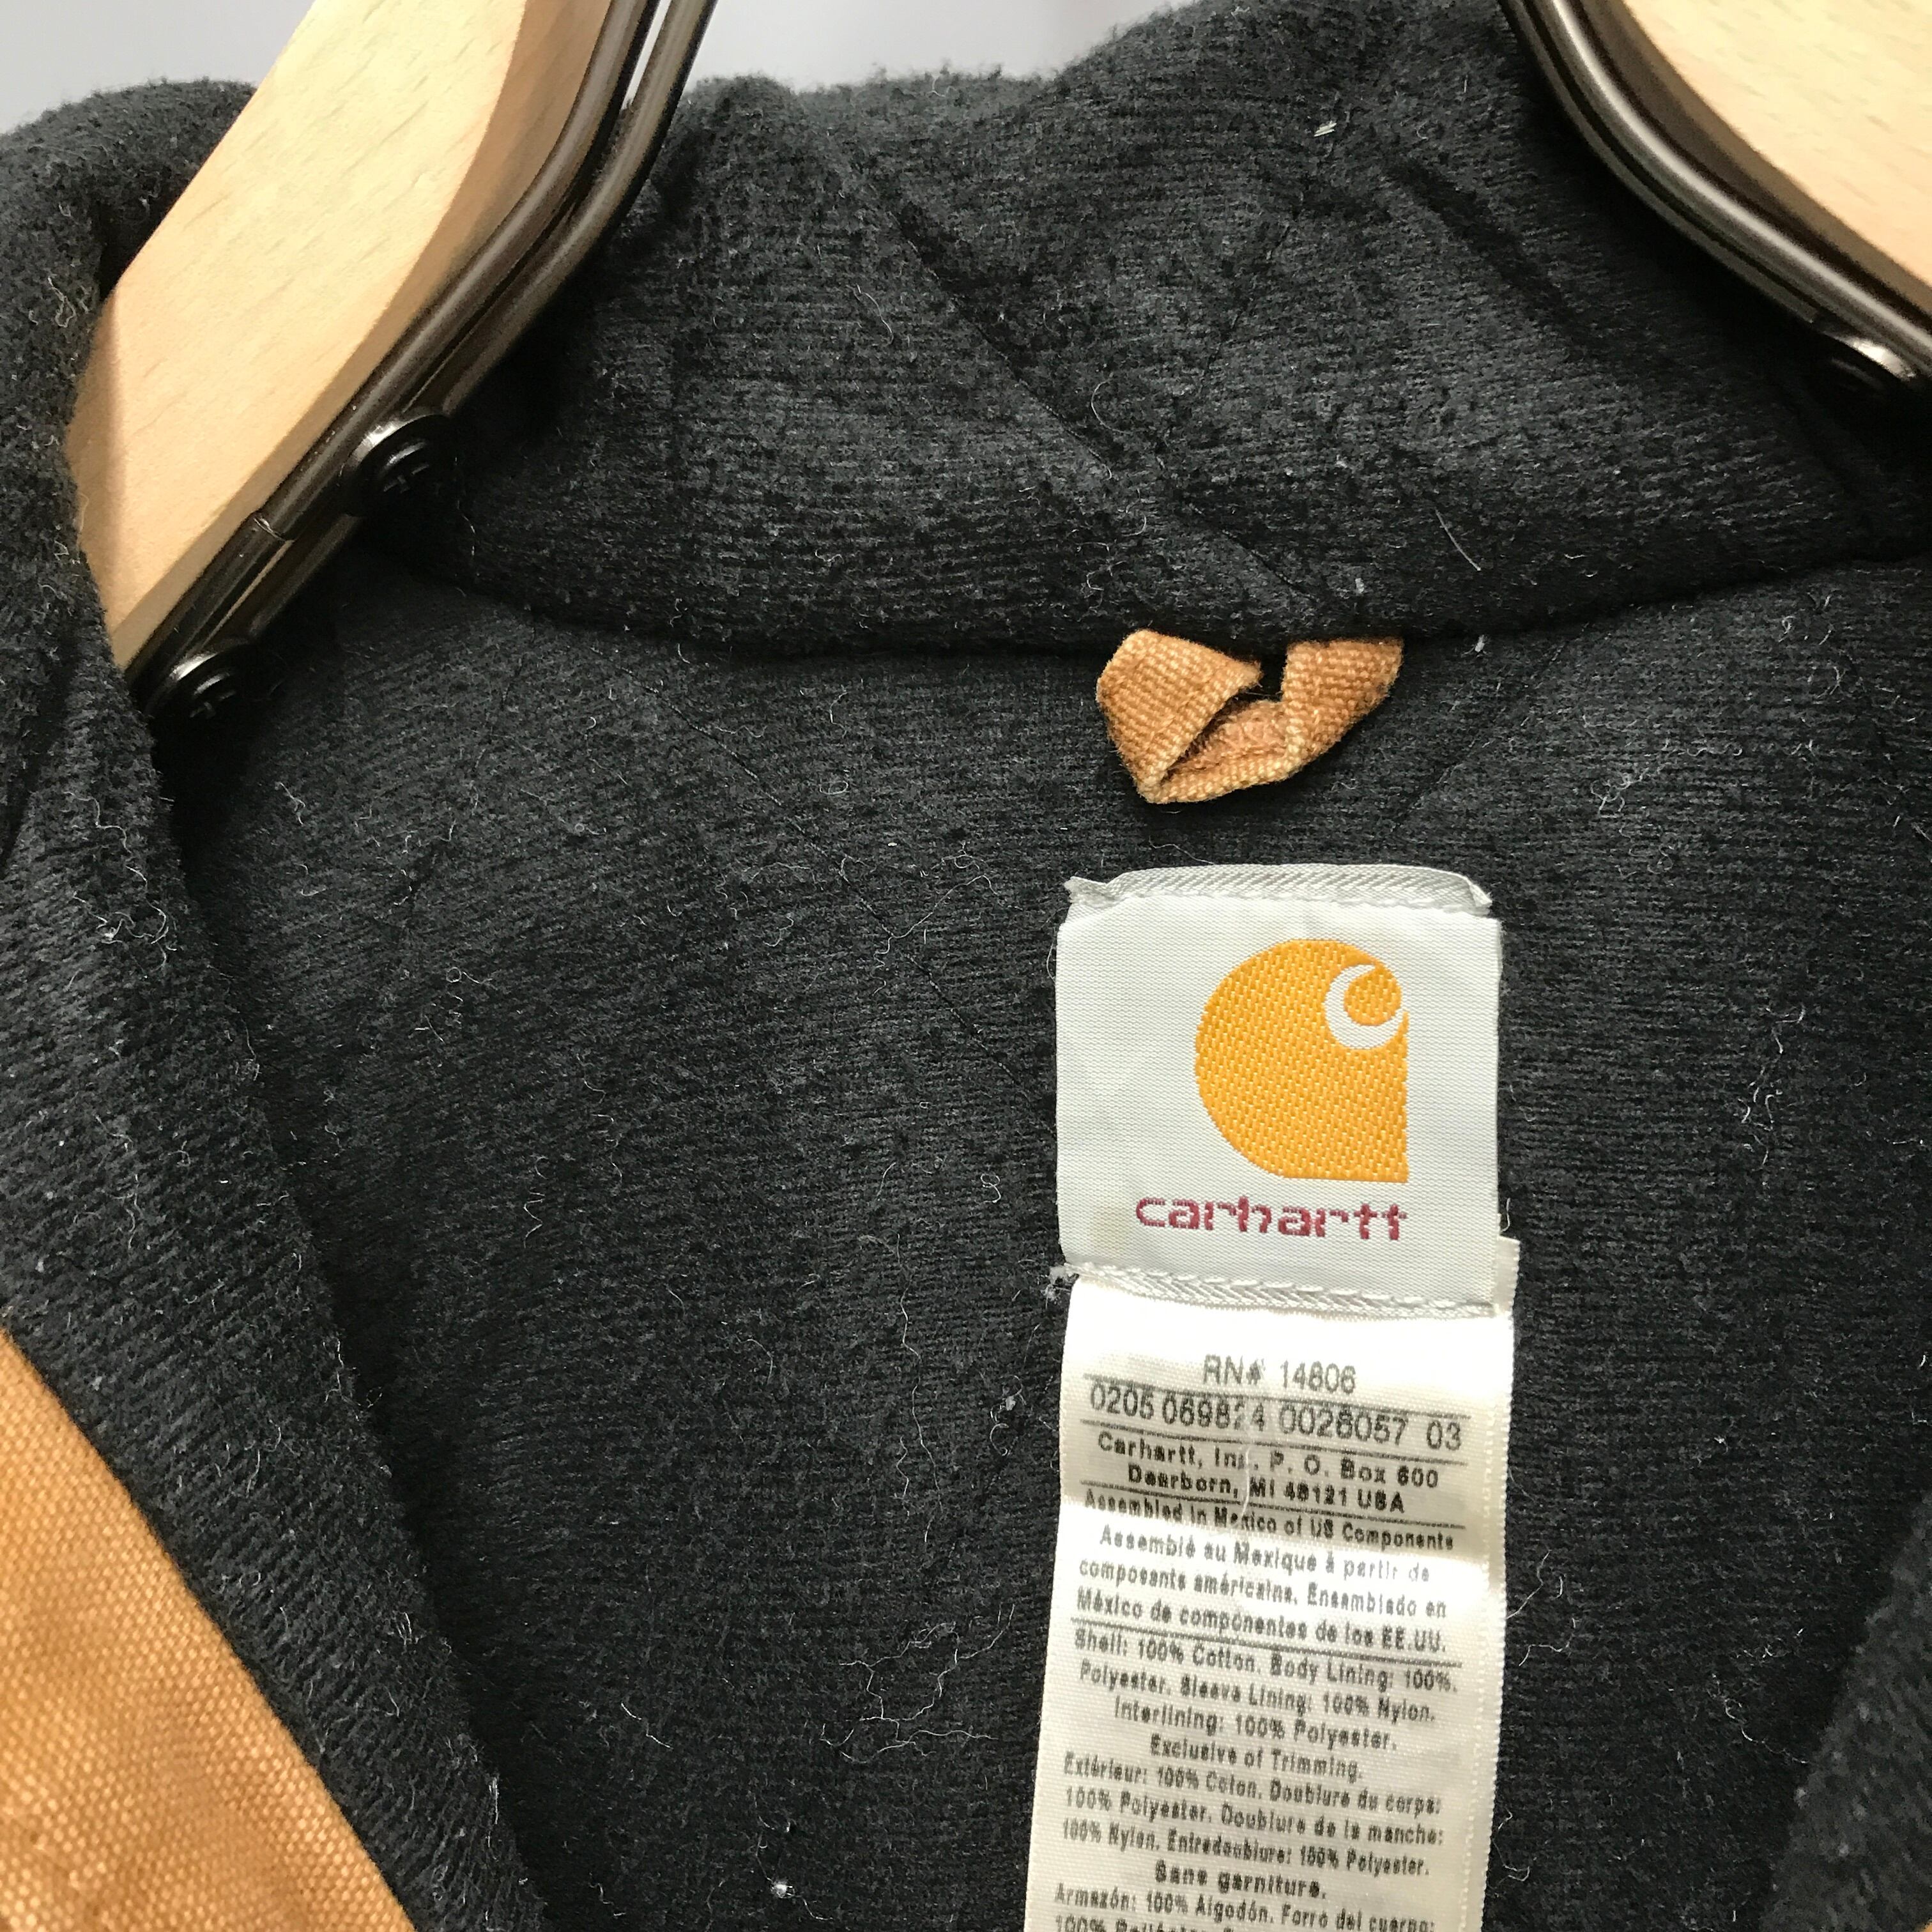 carhartt
RN# 14806
0205 069824 0028057 03
Carhartt, Inc. P. O. Box 600
Dearborn, MI 48121 USA
Assembled in Mexico of US Components
Assemblé au Mexique à partir de
composants américains. Ensamblado en
México de componentes de los EE.UU.
Shell: 100% Cotton. Body Lining: 100%.
Polyester. Sleeve Lining: 100% Nylon.
Interlining: 100% Polyester.
Exclusive of Trimming.
Extérieur: 100% Coton. Doublure du corps:
100% Polyester. Doublure de la manche:
100% Nylon. Entredoublure: 100% Polyester.
Sans garniture.
Armazón: 100% Algodón. Forro del cuerpo:
100%